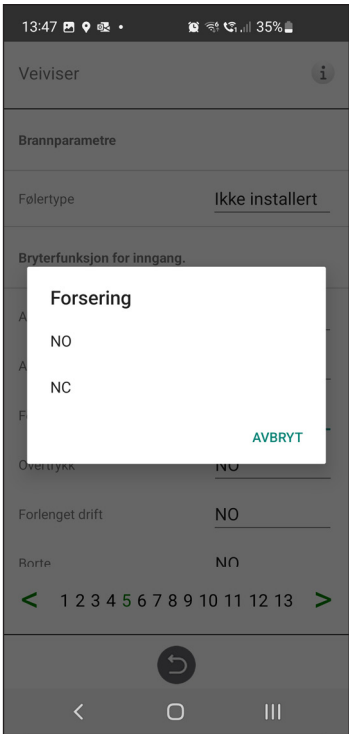 13:47 35%
Veiviser i
Brannparametre
Følertype Ikke installert
Bryterfunksjon for inngang.
Forsering
NO
NC
AVBRYT
Overtrykk NO
Forlenget drift NO
Borte NO
< 1 2 3 4 5 6 7 8 9 10 11 12 13 >